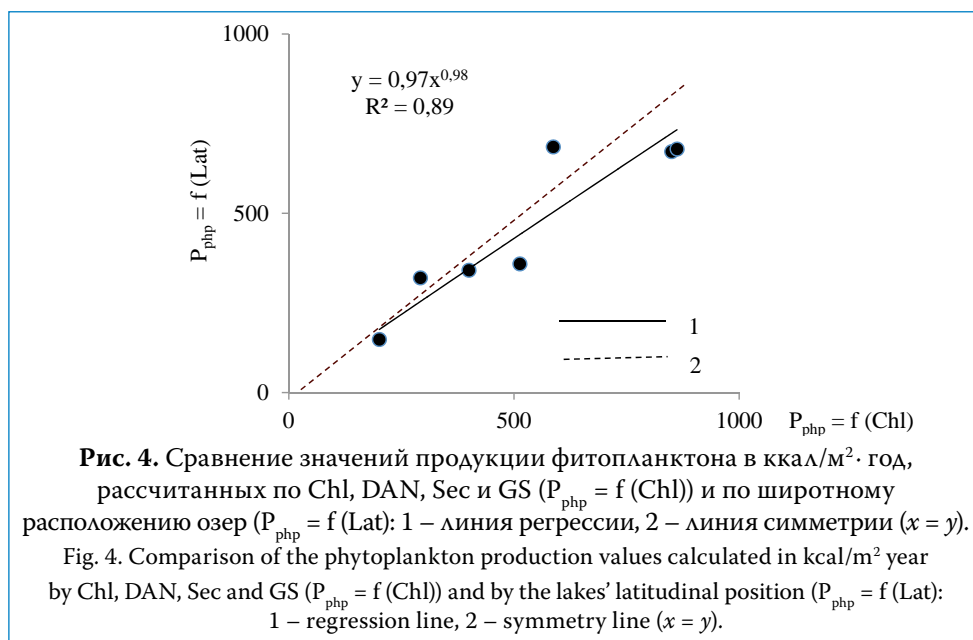 1000
y = 0,97x^0,98
R² = 0,89
P_php = f (Lat)
500
1
2
0
0
500
1000
P_php = f (Chl)
Рис. 4. Сравнение значений продукции фитопланктона в ккал/м²· год,
рассчитанных по Chl, DAN, Sec и GS (P_php = f (Chl)) и по широтному
расположению озер (P_php = f (Lat): 1 – линия регрессии, 2 – линия симметрии (x = y).
Fig. 4. Comparison of the phytoplankton production values calculated in kcal/m² year
by Chl, DAN, Sec and GS (P_php = f (Chl)) and by the lakes’ latitudinal position (P_php = f (Lat):
1 – regression line, 2 – symmetry line (x = y).